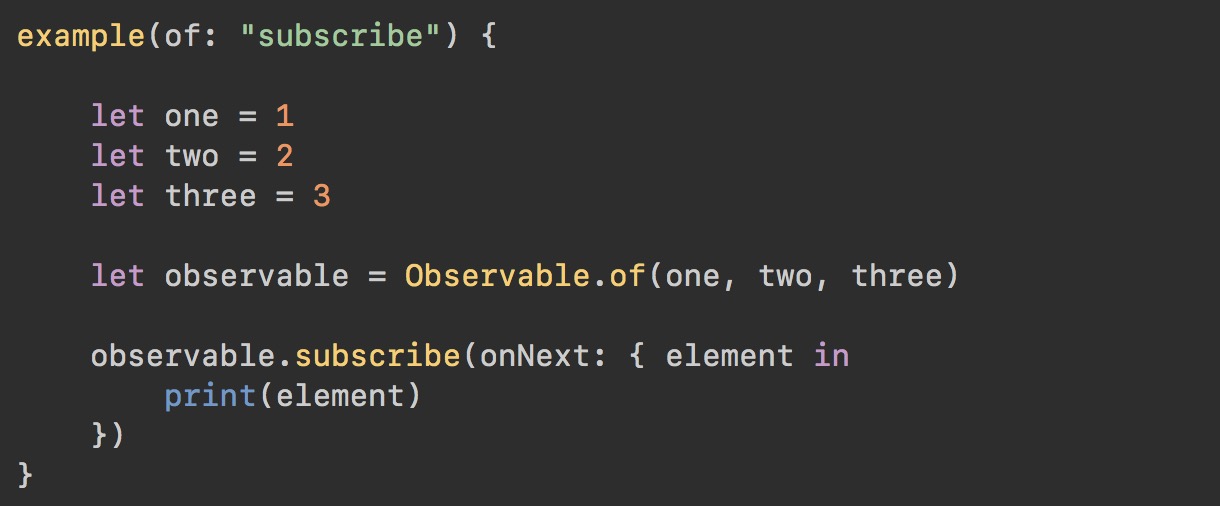 example(of: "subscribe") {
let one = 1
let two = 2
let three = 3
let observable = Observable.of(one, two, three)
observable.subscribe(onNext: { element in
print(element)
})
}